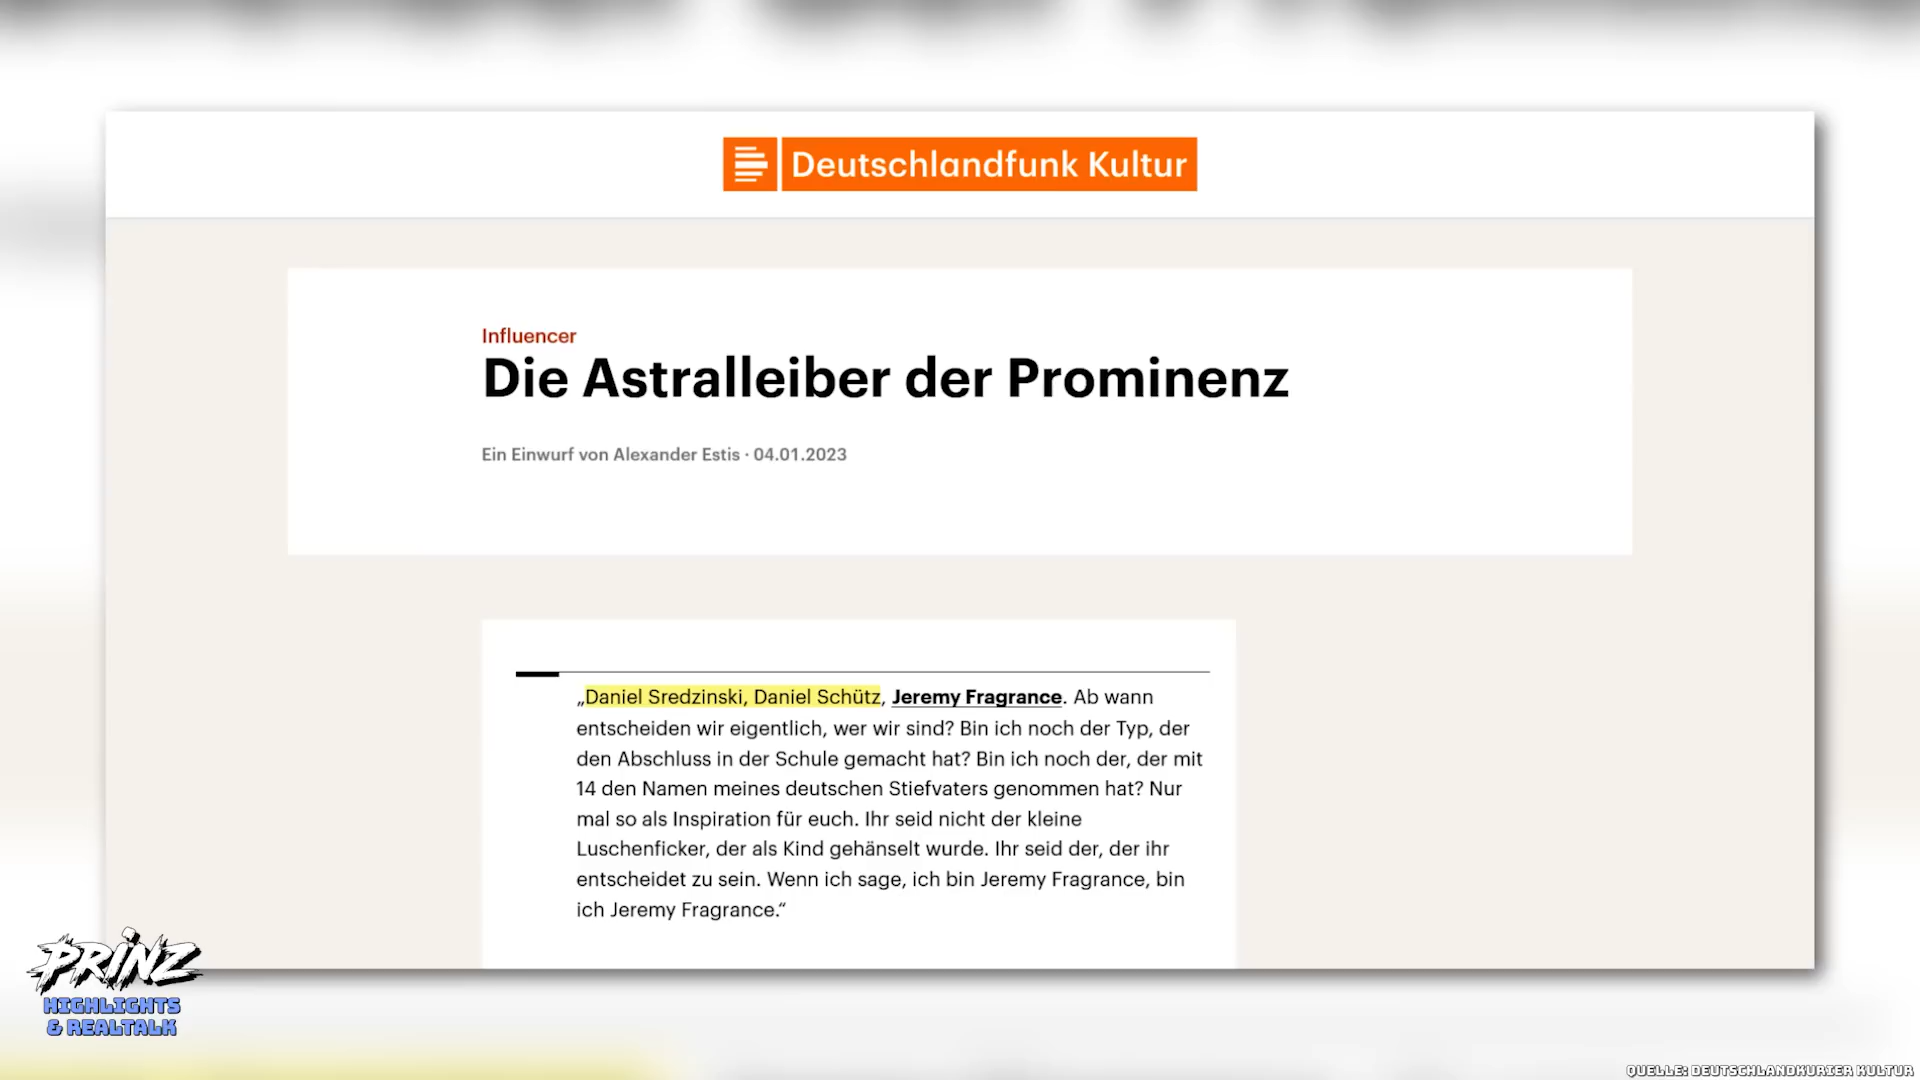 Deutschlandfunk Kultur
Influencer
Die Astralleiber der Prominenz
Ein Einwurf von Alexander Estis · 04.01.2023
„Daniel Sredzinski, Daniel Schütz, Jeremy Fragrance. Ab wann
entscheiden wir eigentlich, wer wir sind? Bin ich noch der Typ, der
den Abschluss in der Schule gemacht hat? Bin ich noch der, der mit
14 den Namen meines deutschen Stiefvaters genommen hat? Nur
mal so als Inspiration für euch. Ihr seid nicht der kleine
Luschenficker, der als Kind gehänselt wurde. Ihr seid der, der ihr
entscheidet zu sein. Wenn ich sage, ich bin Jeremy Fragrance, bin
ich Jeremy Fragrance.“
PRINZ
HIGHLIGHTS
& REALTALK
QUELLE: DEUTSCHLANDKURIER KULTUR